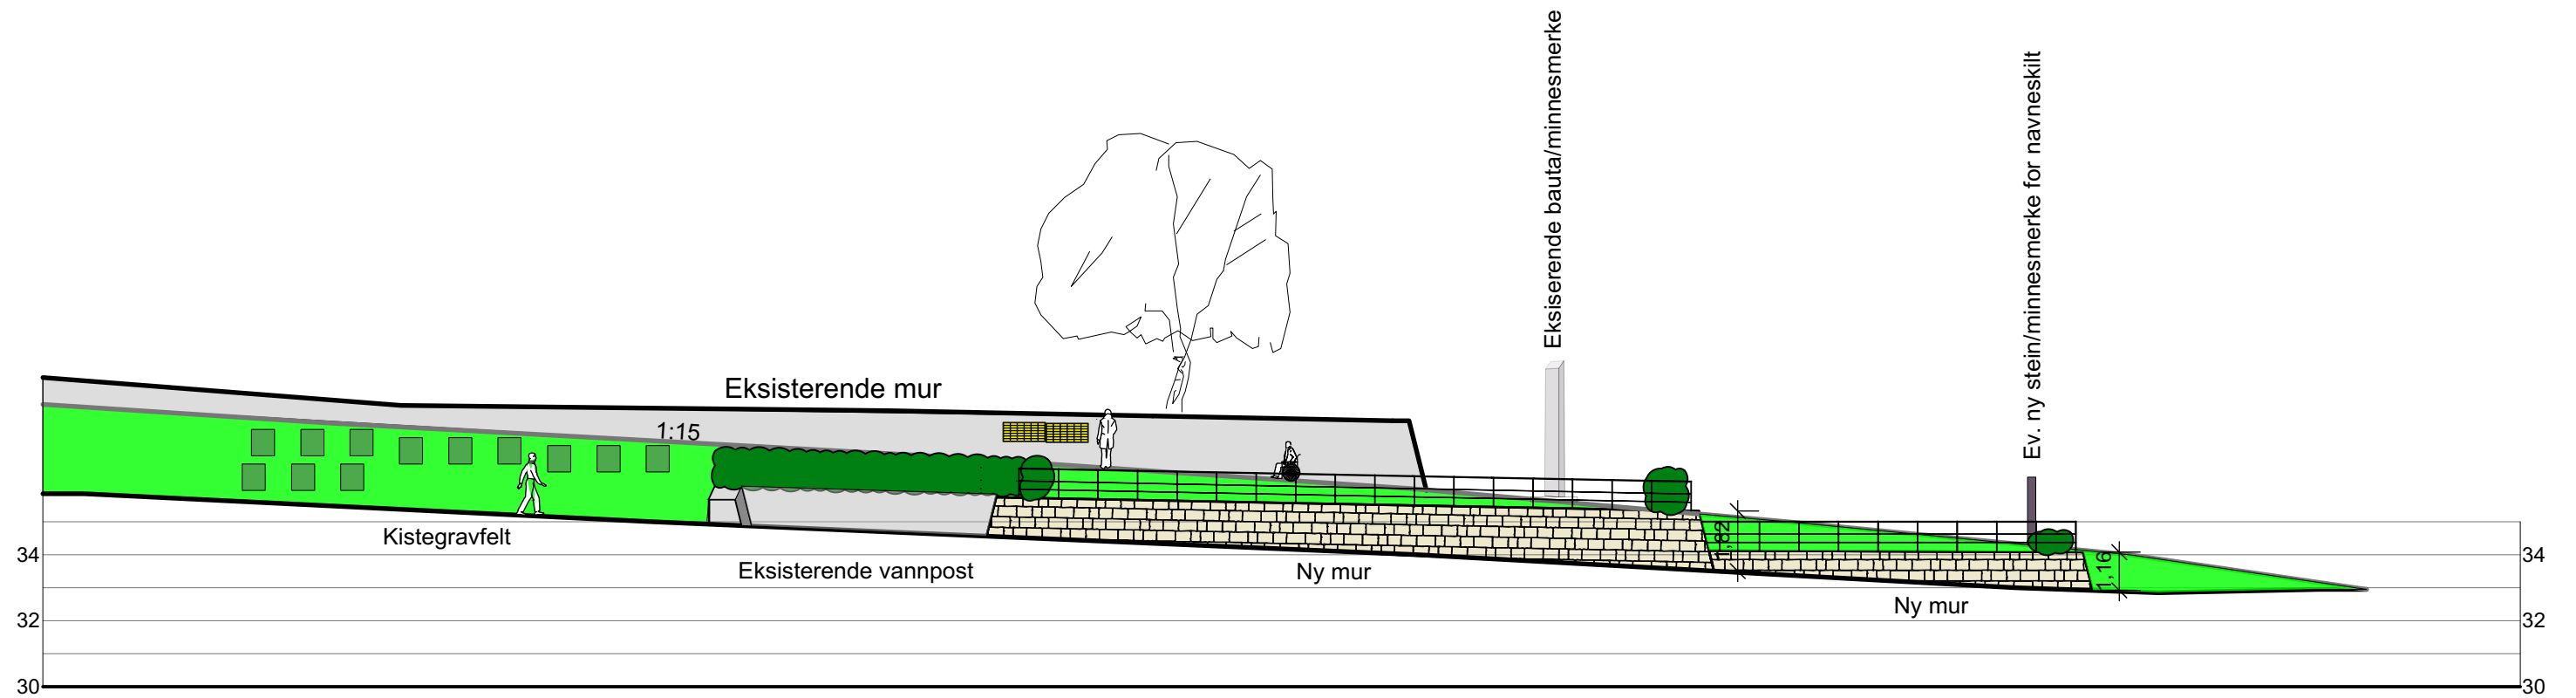 Eksiserende bauta/minnesmerke
Ev. ny stein/minnesmerke for navneskilt
Eksisterende mur
1:15
1,82
Kistegravfelt
34
1,16
34
Eksisterende vannpost
Ny mur
Ny mur
32
32
30
30